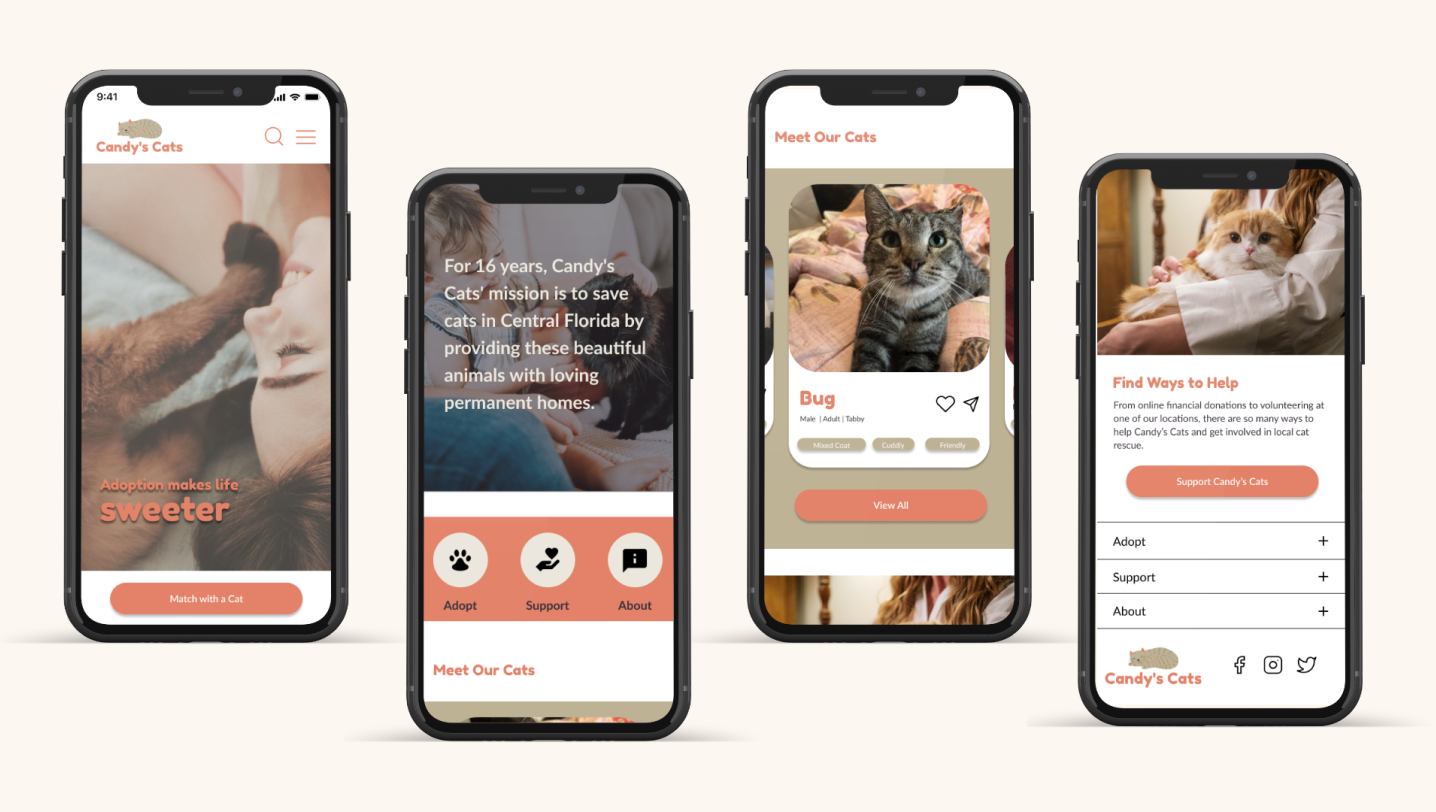 9:41
Candy's Cats
Adoption makes life
sweeter
Match with a Cat
For 16 years, Candy's
Cats' mission is to save
cats in Central Florida by
providing these beautiful
animals with loving
permanent homes.
Adopt
Support
About
Meet Our Cats
Meet Our Cats
Bug
Male | Adult | Tabby
Mixed Coat
Cuddly
Friendly
View All
Find Ways to Help
From online financial donations to volunteering at
one of our locations, there are so many ways to
help Candy's Cats and get involved in local cat
rescue.
Support Candy's Cats
Adopt
Support
About
Candy's Cats